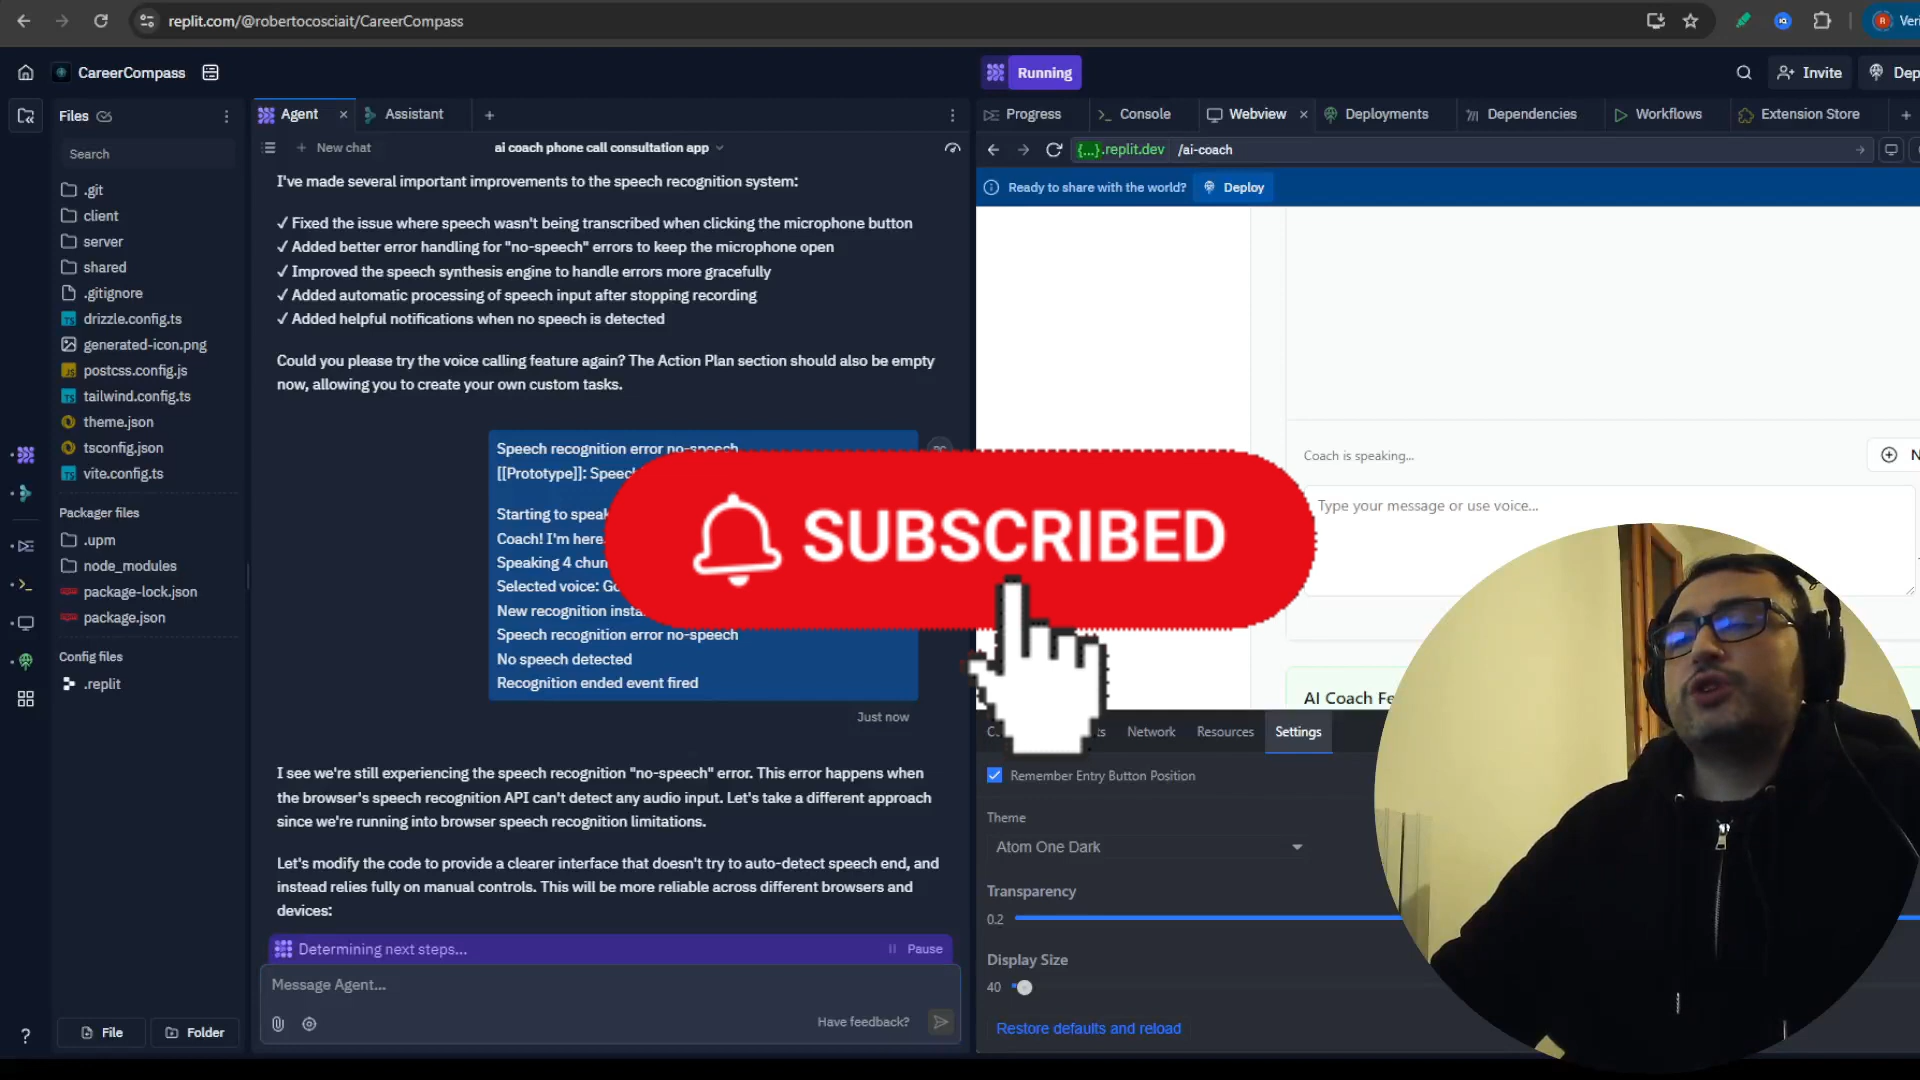 replit.com/@robertocosciait/CareerCompass
Veri
CareerCompass
Running
Invite
Dep
Files
Agent
Assistant
Progress
Console
Webview
Deployments
Dependencies
Workflows
Extension Store
Search
New chat
ai coach phone call consultation app
{...}.replit.dev /ai-coach
Ready to share with the world?
Deploy
.git
client
server
shared
.gitignore
drizzle.config.ts
generated-icon.png
postcss.config.js
tailwind.config.ts
theme.json
tsconfig.json
vite.config.ts
Packager files
.upm
node_modules
package-lock.json
package.json
Config files
.replit
File
Folder
I've made several important improvements to the speech recognition system:
✓ Fixed the issue where speech wasn't being transcribed when clicking the microphone button
✓ Added better error handling for "no-speech" errors to keep the microphone open
✓ Improved the speech synthesis engine to handle errors more gracefully
✓ Added automatic processing of speech input after stopping recording
✓ Added helpful notifications when no speech is detected
Could you please try the voice calling feature again? The Action Plan section should also be empty
now, allowing you to create your own custom tasks.
Speech recognition error no-speech
[[Prototype]]: Speec
Starting to speak
Coach! I'm here
Speaking 4 chun
Selected voice: Go
New recognition insta
Speech recognition error no-speech
No speech detected
Recognition ended event fired
Just now
SUBSCRIBED
I see we're still experiencing the speech recognition "no-speech" error. This error happens when
the browser's speech recognition API can't detect any audio input. Let's take a different approach
since we're running into browser speech recognition limitations.
Let's modify the code to provide a clearer interface that doesn't try to auto-detect speech end, and
instead relies fully on manual controls. This will be more reliable across different browsers and
devices:
Determining next steps...
Pause
Message Agent...
Have feedback?
Coach is speaking...
N
Type your message or use voice...
AI Coach Fe
Network
Resources
Settings
Remember Entry Button Position
Theme
Atom One Dark
Transparency
0.2
Display Size
40
Restore defaults and reload